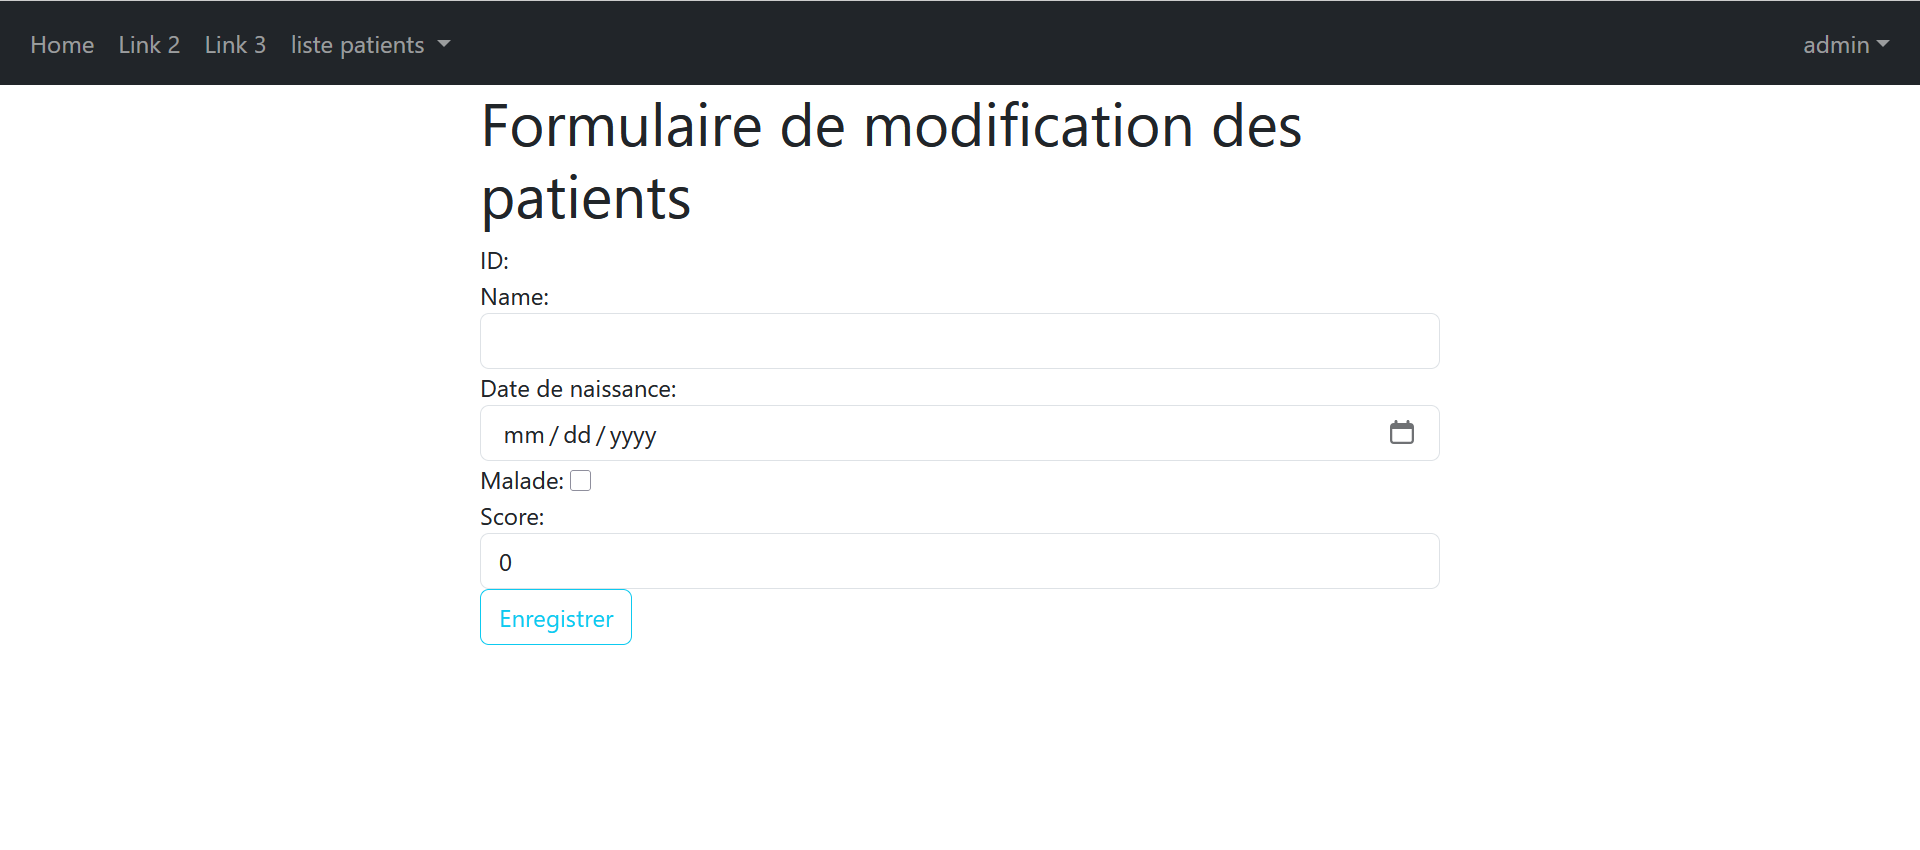 Home Link 2 Link 3 liste patients admin
Formulaire de modification des
patients
ID:
Name:
Date de naissance:
mm/dd/yyyy
Malade:
Score:
0
Enregistrer